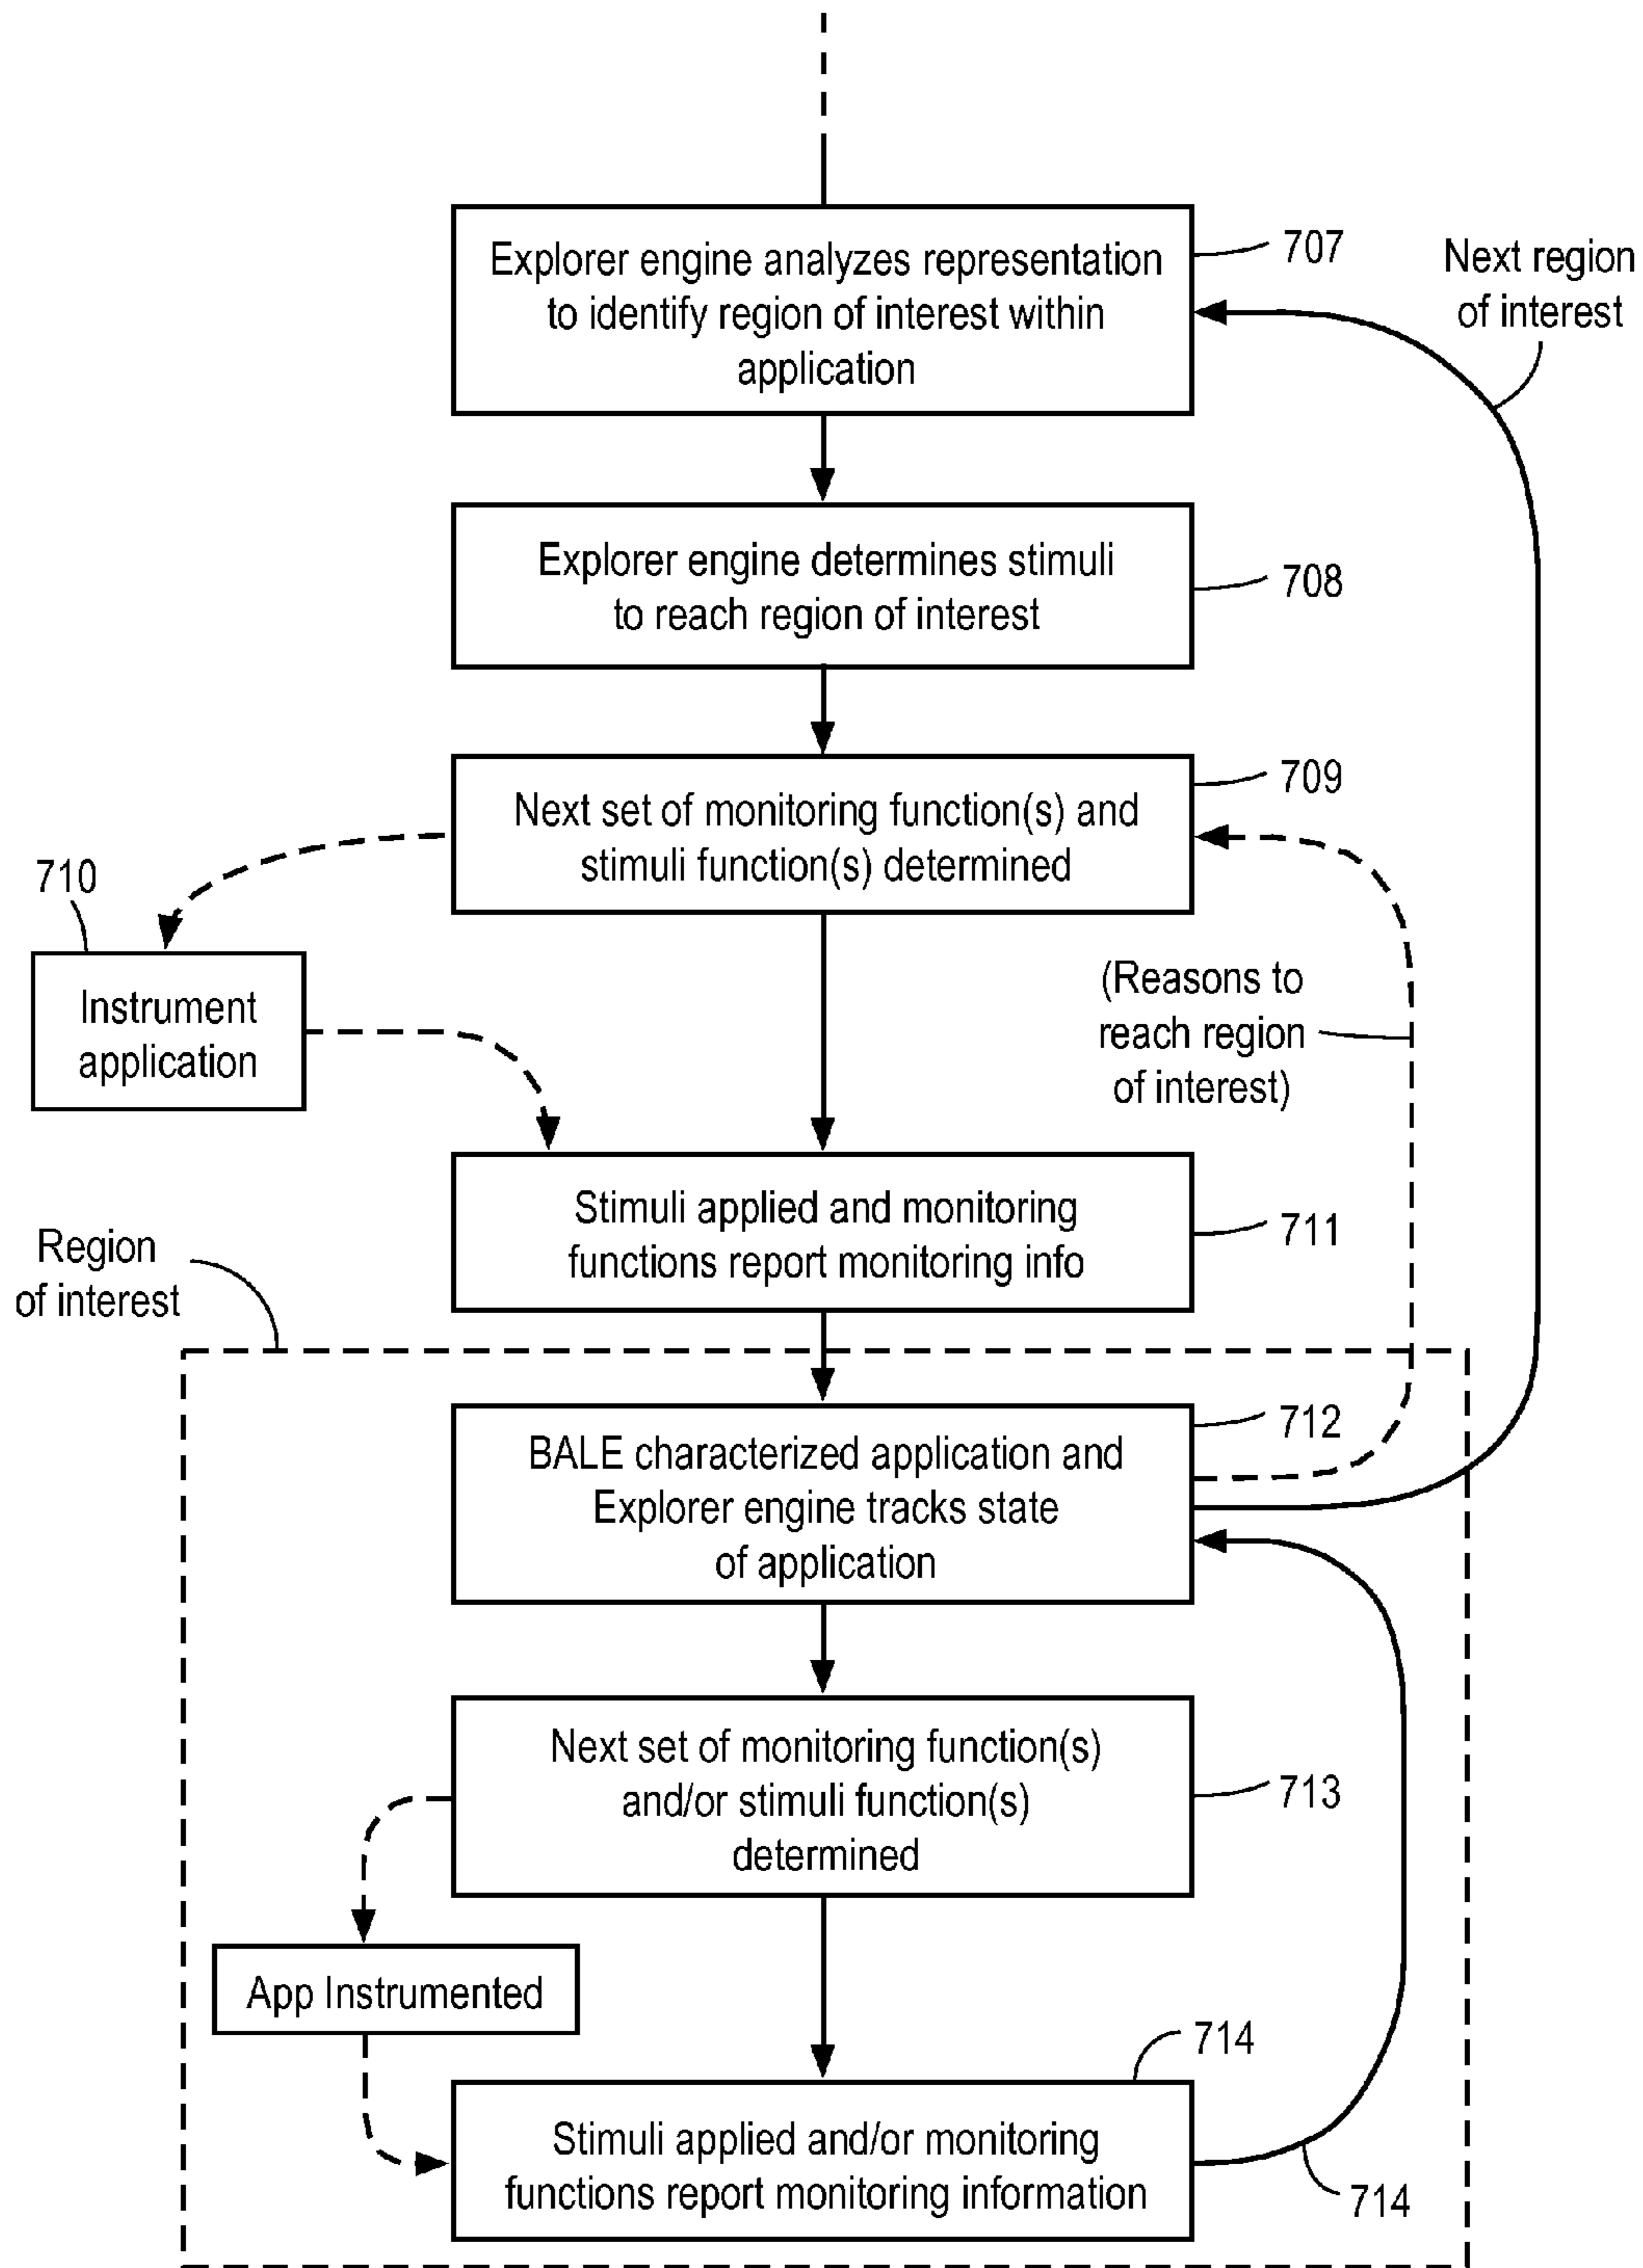 Explorer engine analyzes representation
to identify region of interest within
application
707
Next region
of interest
Explorer engine determines stimuli
to reach region of interest
708
Next set of monitoring function(s) and
stimuli function(s) determined
709
710
Instrument
application
(Reasons to
reach region
of interest)
Stimuli applied and monitoring
functions report monitoring info
711
Region
of interest
BALE characterized application and
Explorer engine tracks state
of application
712
Next set of monitoring function(s)
and/or stimuli function(s)
determined
713
App Instrumented
714
Stimuli applied and/or monitoring
functions report monitoring information
714